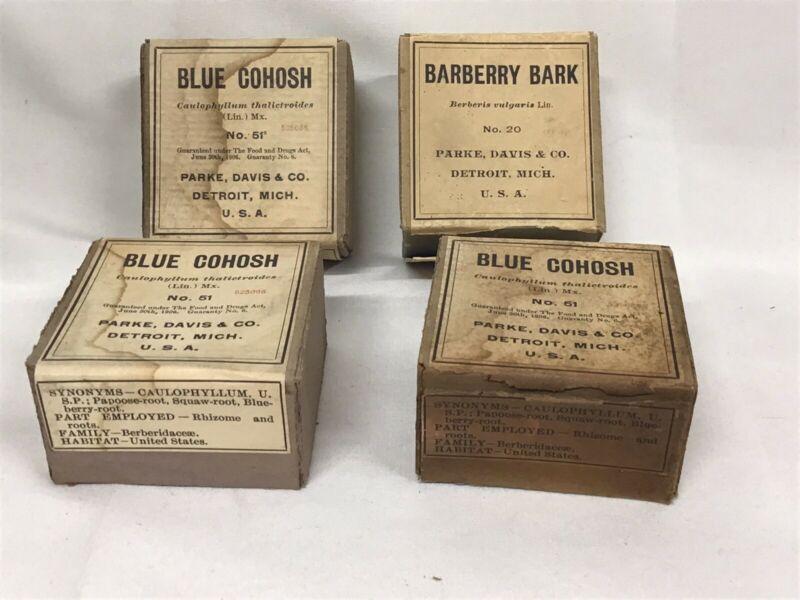 BLUE COHOSH
Caulophyllum thalictroides
(Lin.) Mx.
No. 51
Guaranteed under The Food and Drugs Act,
June 30th, 1906. Guaranty No. 6.
PARKE, DAVIS & CO.
DETROIT, MICH.
U. S. A.
BARBERRY BARK
Berberis vulgaris Lin.
No. 20
PARKE, DAVIS & CO.
DETROIT, MICH.
U. S. A.
BLUE COHOSH
Caulophyllum thalictroides
(Lin.) Mx.
No. 51
Guaranteed under The Food and Drugs Act,
June 30th, 1906. Guaranty No. 6.
PARKE, DAVIS & CO.
DETROIT, MICH.
U. S. A.
SYNONYMS—CAULOPHYLLUM, U.
S.P.; Papoose-root, Squaw-root, Blue-
berry-root.
PART EMPLOYED—Rhizome and
roots.
FAMILY—Berberidaceæ.
HABITAT—United States.
BLUE COHOSH
Caulophyllum thalictroides
(Lin.) Mx.
No. 51
Guaranteed under The Food and Drugs Act,
June 30th, 1906. Guaranty No. 6.
PARKE, DAVIS & CO.
DETROIT, MICH.
U. S. A.
SYNONYMS—CAULOPHYLLUM, U.
S.P.; Papoose-root, Squaw-root, Blue-
berry-root.
PART EMPLOYED—Rhizome and
roots.
FAMILY—Berberidaceæ.
HABITAT—United States.